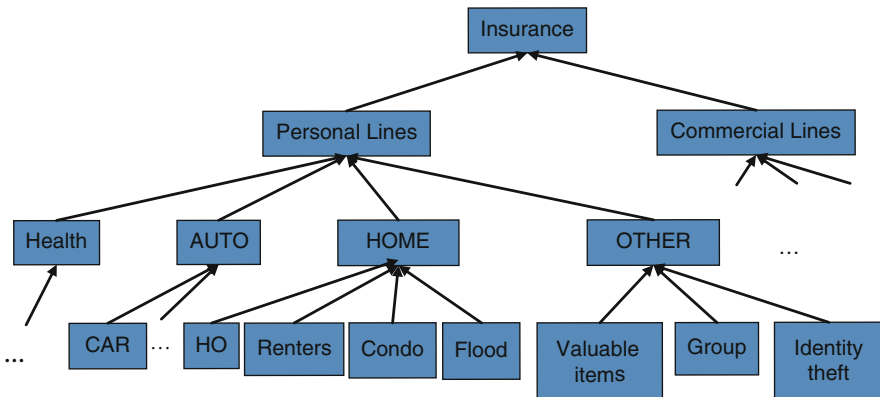 Insurance
Personal Lines
Commercial Lines
Health
AUTO
HOME
OTHER
...
...
CAR
...
HO
Renters
Condo
Flood
Valuable
items
Group
Identity
theft